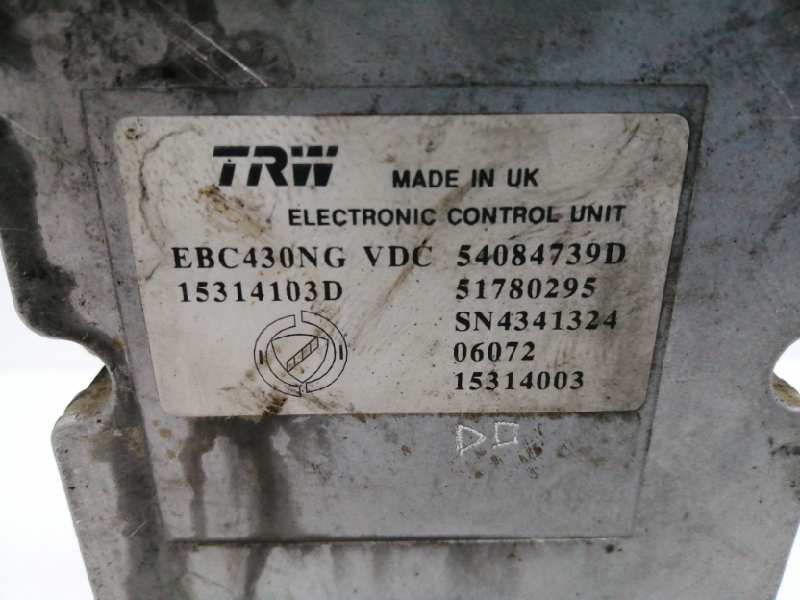 TRW MADE IN UK
ELECTRONIC CONTROL UNIT
EBC430NG VDC 54084739D
15314103D 51780295
SN4341324
06072
15314003